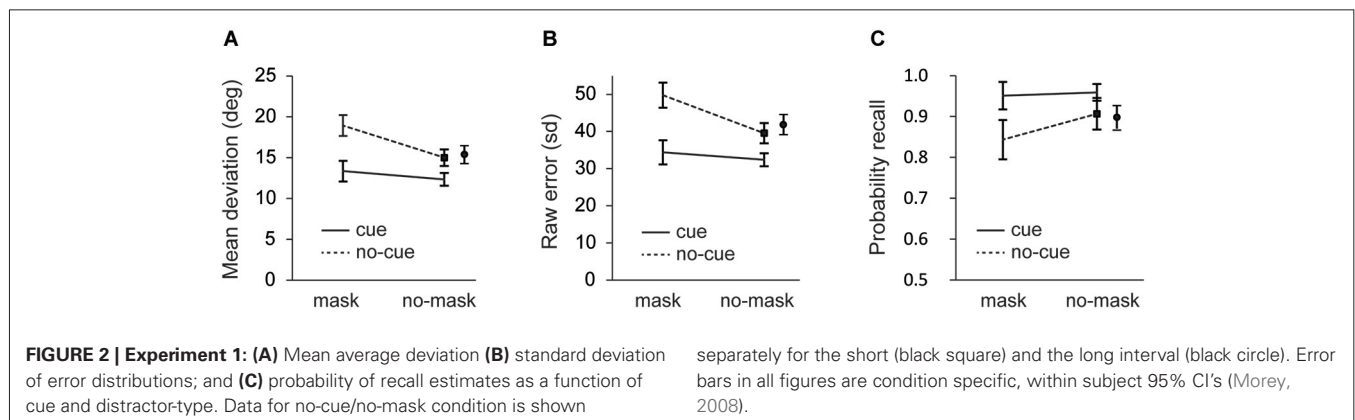 A
Mean deviation (deg)
25
20
15
10
5
0
cue
no-cue
mask no-mask
B
Raw error (sd)
50
40
30
20
10
0
cue
no-cue
mask no-mask
C
Probability recall
1.0
0.9
0.8
0.7
0.6
0.5
cue
no-cue
mask no-mask
FIGURE 2 | Experiment 1: (A) Mean average deviation (B) standard deviation
of error distributions; and (C) probability of recall estimates as a function of
cue and distractor-type. Data for no-cue/no-mask condition is shown
separately for the short (black square) and the long interval (black circle). Error
bars in all figures are condition specific, within subject 95% CI's (Morey,
2008).